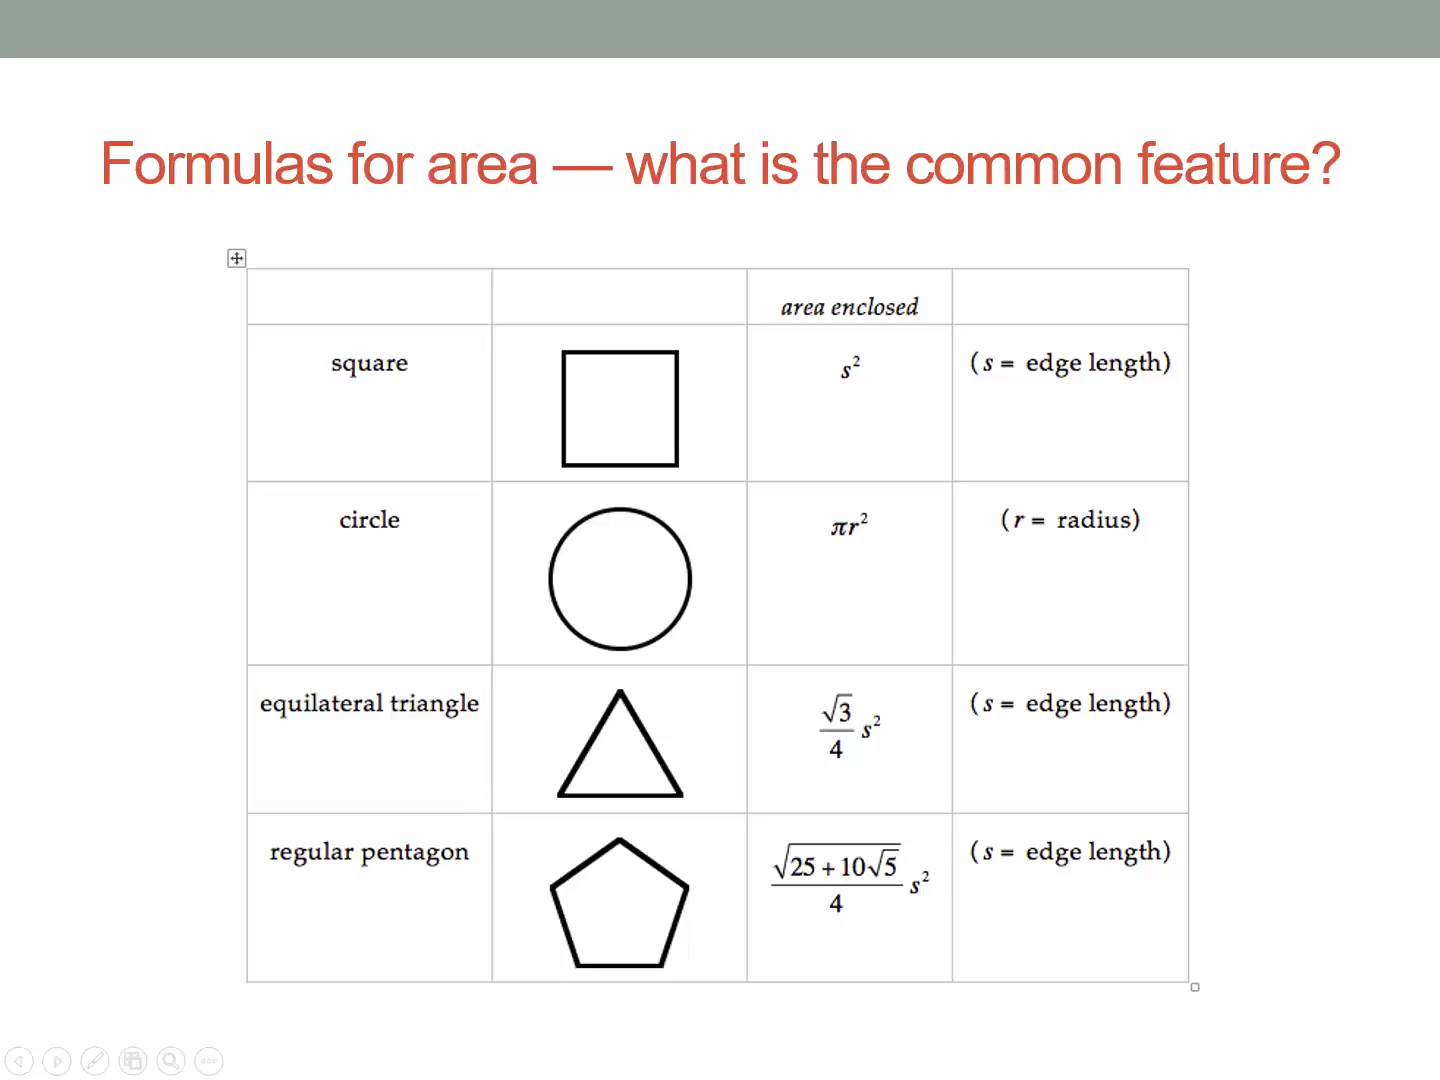 Formulas for area — what is the common feature?
area enclosed
square s² (s = edge length)
circle πr² (r = radius)
equilateral triangle √3/4 s² (s = edge length)
regular pentagon √(25 + 10√5)/4 s² (s = edge length)